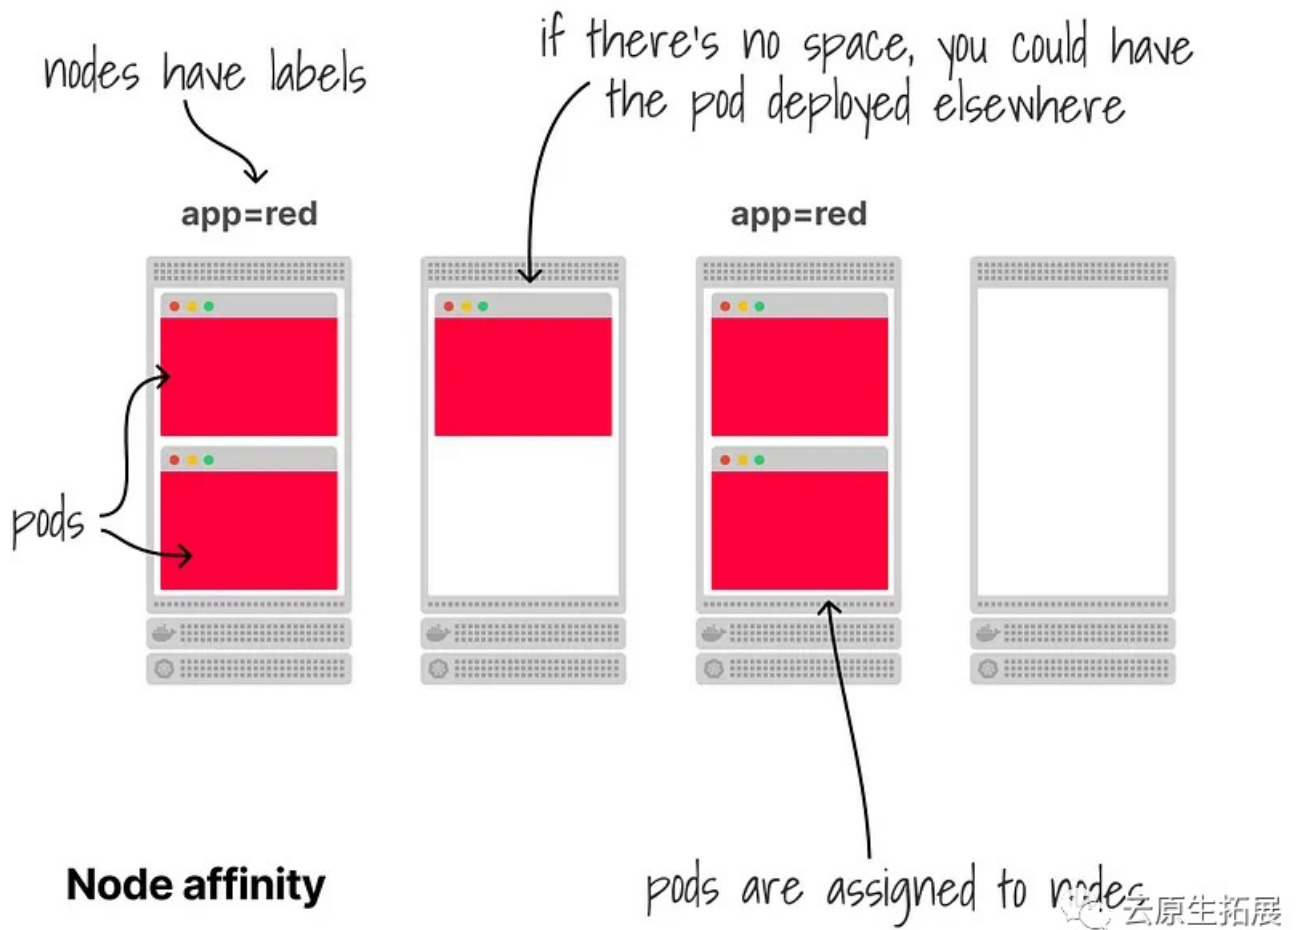 nodes have labels
if there's no space, you could have
the pod deployed elsewhere
app=red
app=red
pods
Node affinity
pods are assigned to nodes
云原生拓展